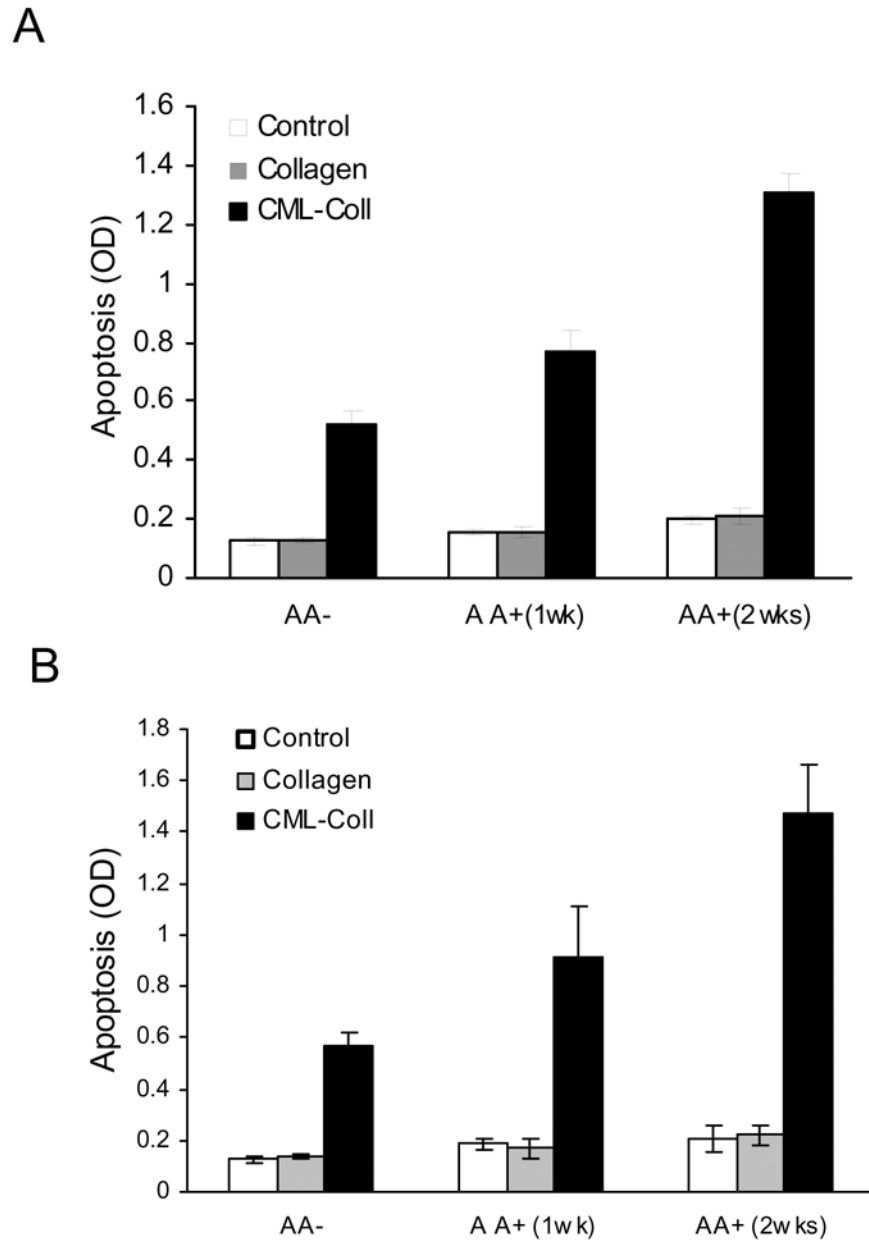 A
1.6
1.4
1.2
1
0.8
0.6
0.4
0.2
0
Apoptosis (OD)
Control
Collagen
CML-Coll
AA- A A+(1wk) AA+(2 wks)
B
1.8
1.6
1.4
1.2
1
0.8
0.6
0.4
0.2
0
Apoptosis (OD)
Control
Collagen
CML-Coll
AA- A A+ (1w k) AA+ (2w ks)